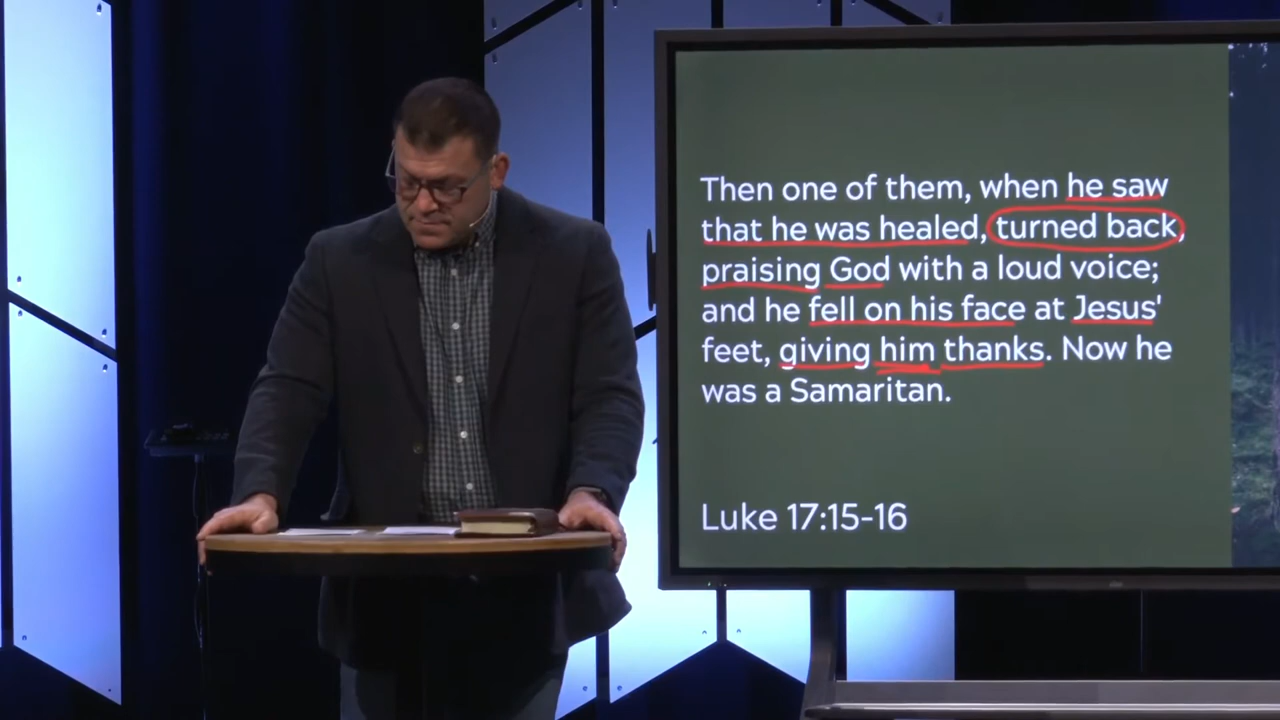 Then one of them, when he saw
that he was healed, turned back,
praising God with a loud voice;
and he fell on his face at Jesus'
feet, giving him thanks. Now he
was a Samaritan.
Luke 17:15-16